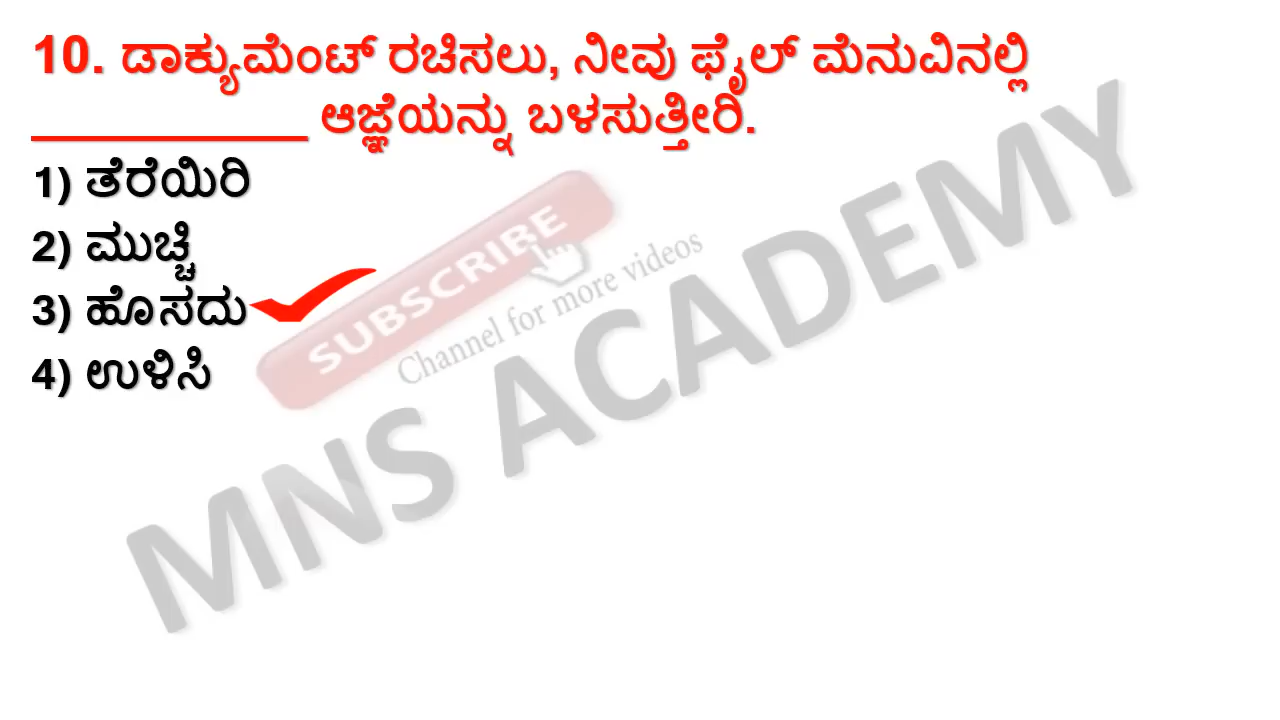 10. ಡಾಕ್ಯುಮೆಂಟ್ ರಚಿಸಲು, ನೀವು ಫೈಲ್ ಮೆನುವಿನಲ್ಲಿ
____________ ಆಜ್ಞೆಯನ್ನು ಬಳಸುತ್ತೀರಿ.
1) ತೆರೆಯಿರಿ
2) ಮುಚ್ಚಿ
3) ಹೊಸದು
4) ಉಳಿಸಿ
SUBSCRIBE
Channel for more videos
MNS ACADEMY